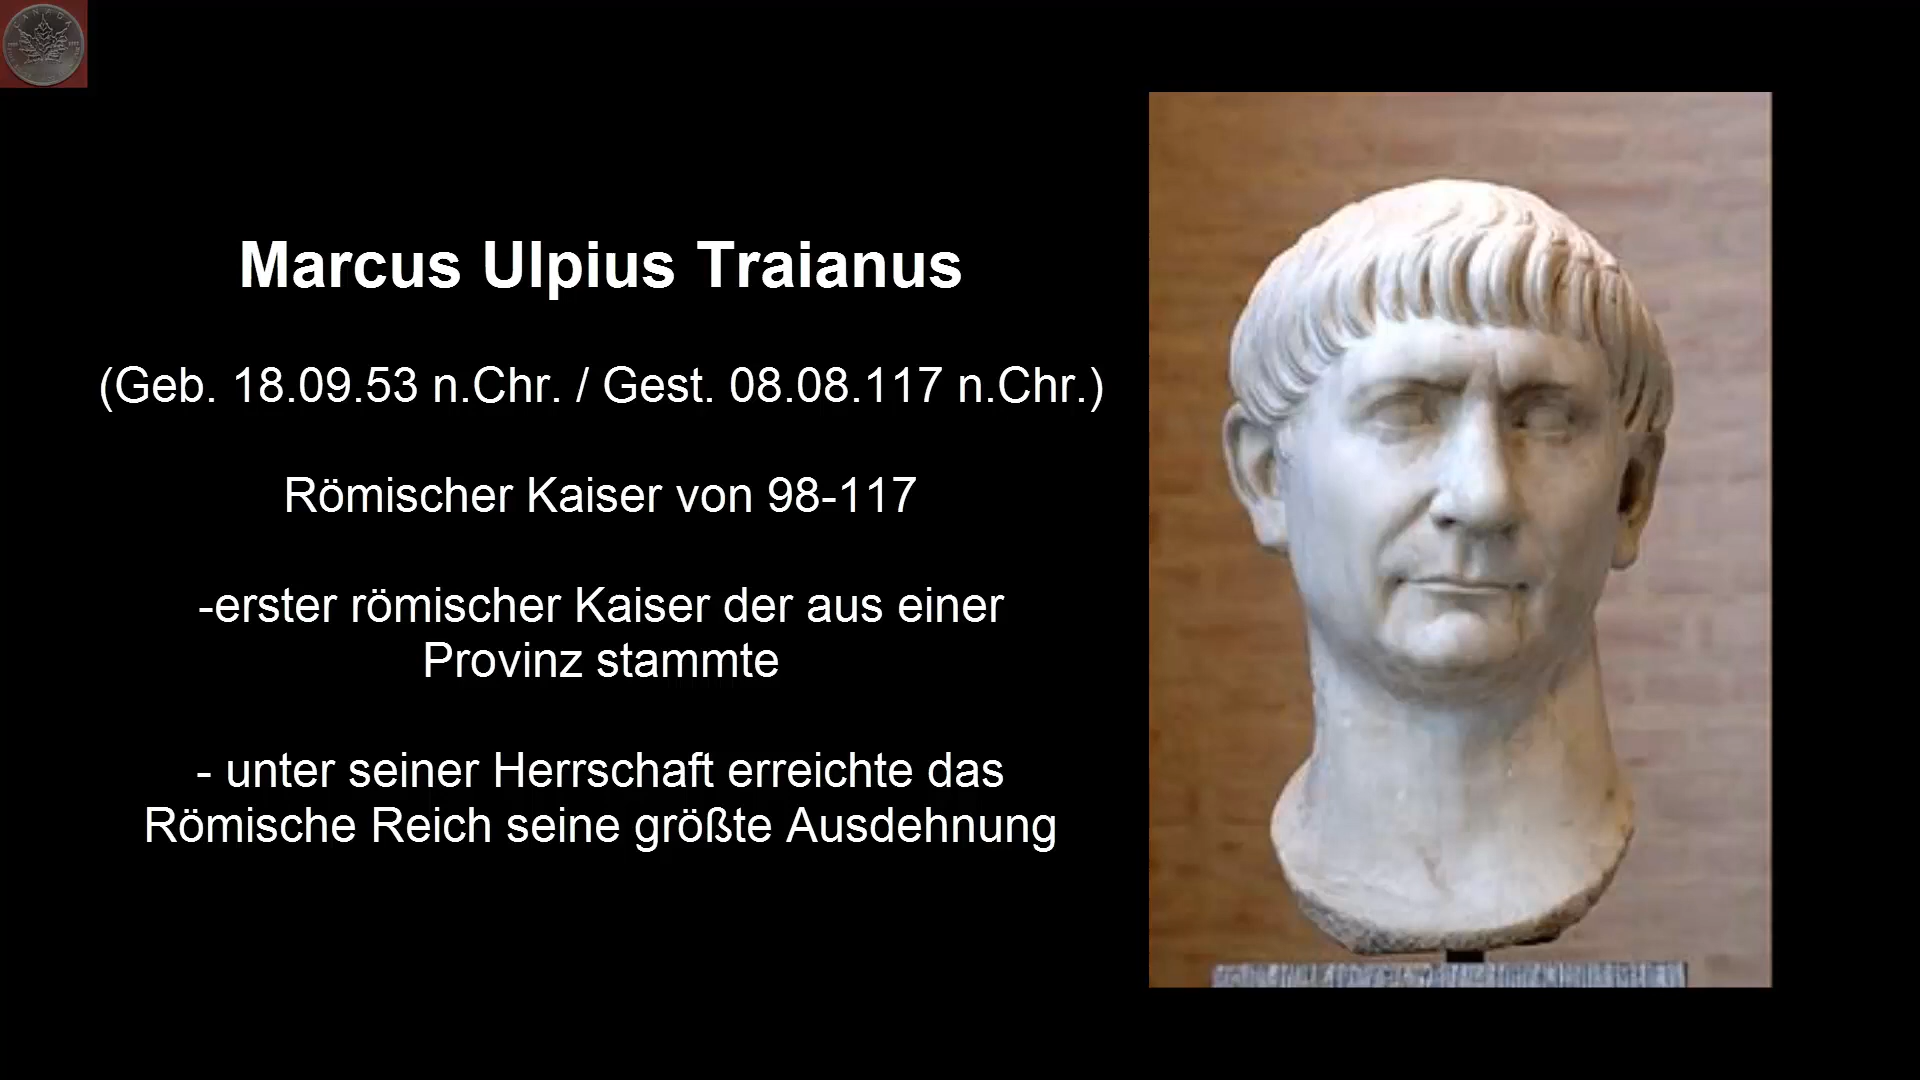 CANADA
Marcus Ulpius Traianus
(Geb. 18.09.53 n.Chr. / Gest. 08.08.117 n.Chr.)
Römischer Kaiser von 98-117
-erster römischer Kaiser der aus einer
Provinz stammte
- unter seiner Herrschaft erreichte das
Römische Reich seine größte Ausdehnung